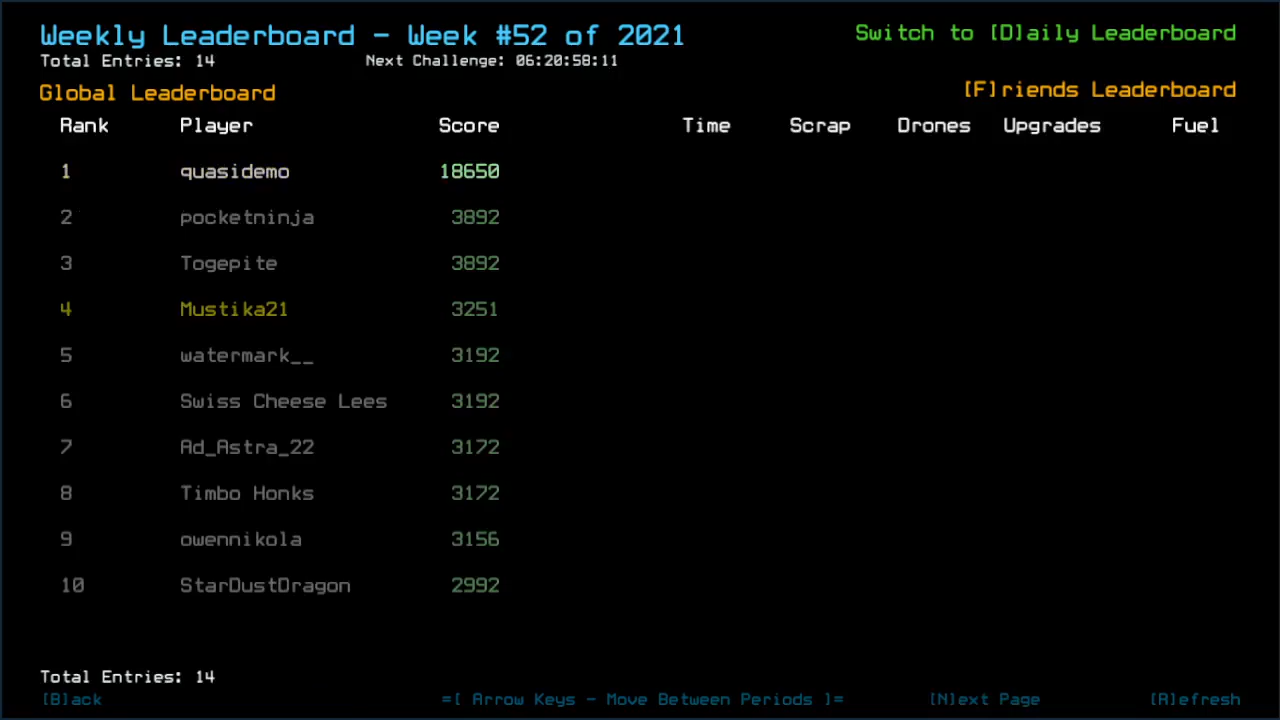 Weekly Leaderboard - Week #52 of 2021 Switch to [D]aily Leaderboard
Total Entries: 14 Next Challenge: 06:20:58:11
Global Leaderboard [F]riends Leaderboard
Rank Player Score Time Scrap Drones Upgrades Fuel
1 quasidemo 18650
2 pocketninja 3892
3 Togepite 3892
4 Mustika21 3251
5 watermark__ 3192
6 Swiss Cheese Lees 3192
7 Ad_Astra_22 3172
8 Timbo Honks 3172
9 owennikola 3156
10 StarDustDragon 2992
Total Entries: 14
[B]ack =[ Arrow Keys - Move Between Periods ]= [N]ext Page [R]efresh